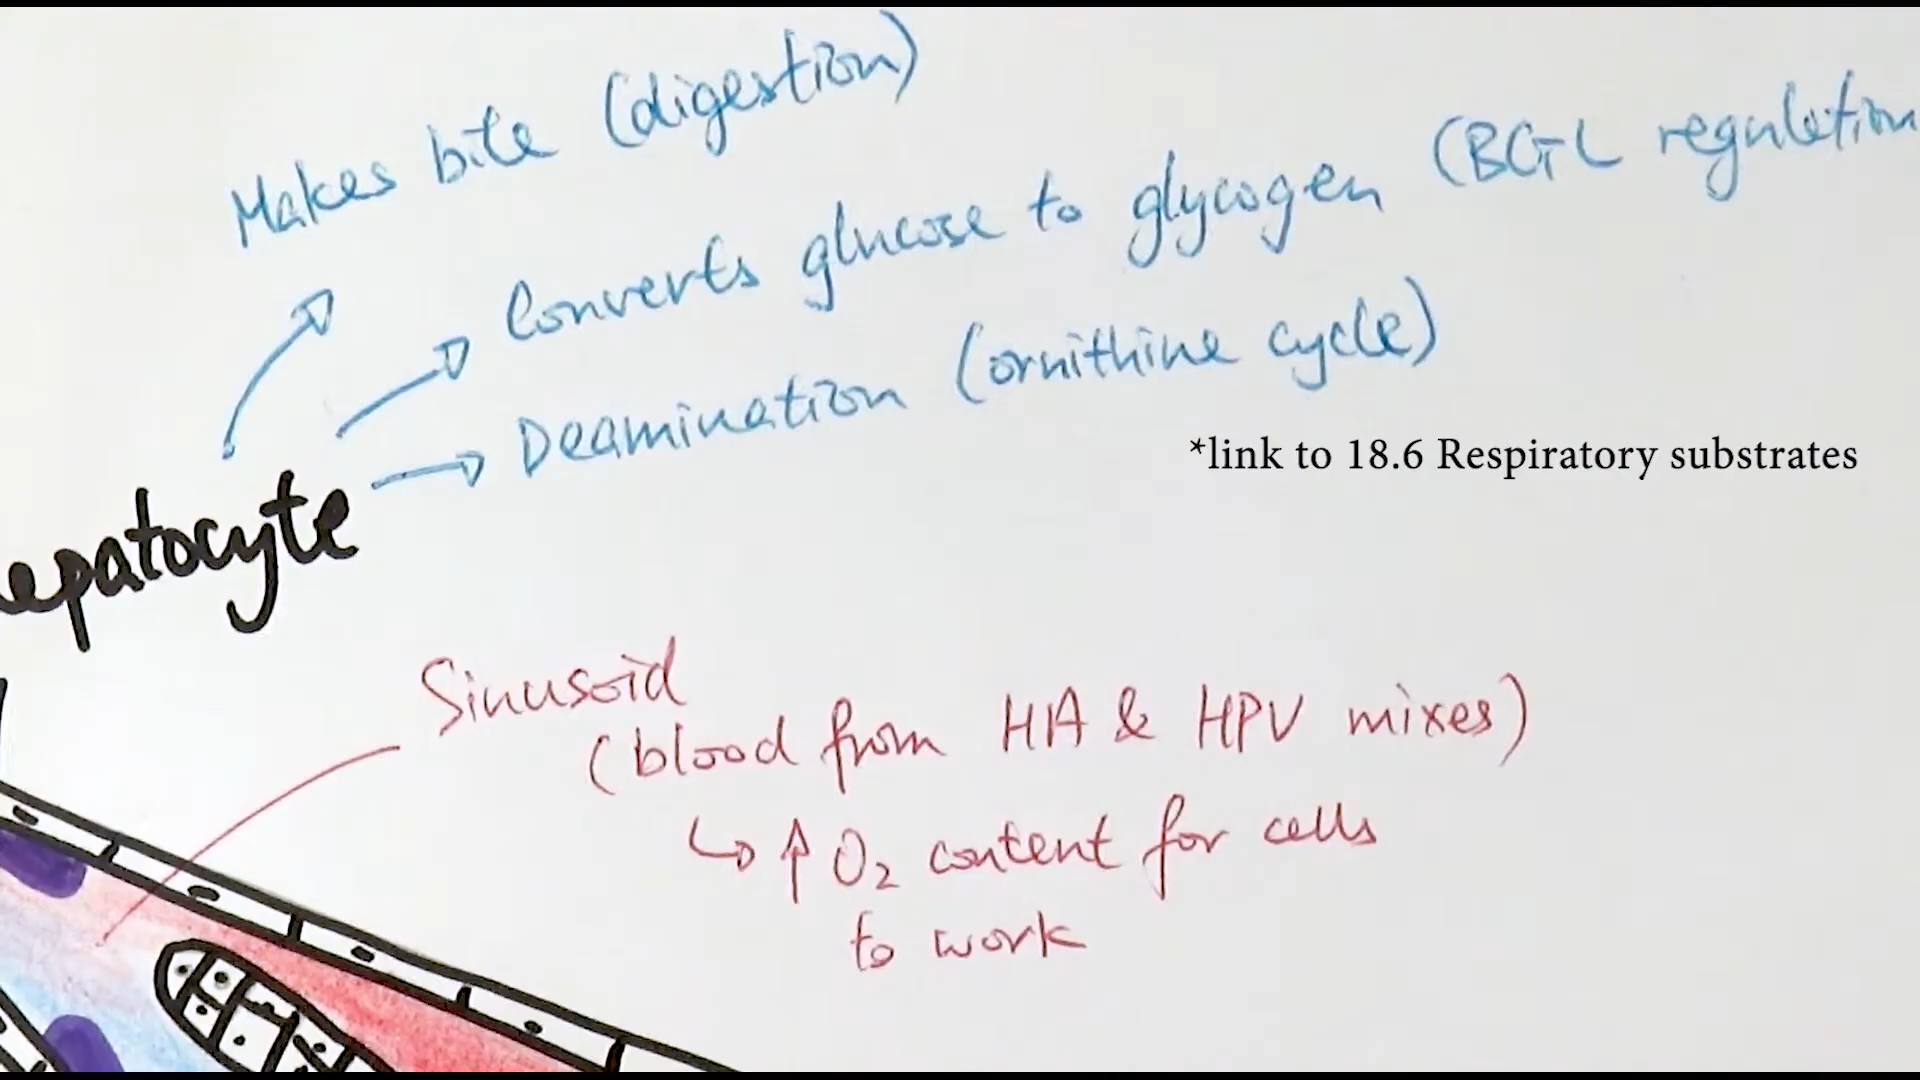 Makes bile (digestion)
Converts glucose to glycogen (BGL regulation
Deamination (ornithine cycle)
*link to 18.6 Respiratory substrates
epatocyte
Sinusoid
(blood from HA & HPV mixes)
↳ ↑ O₂ content for cells
to work